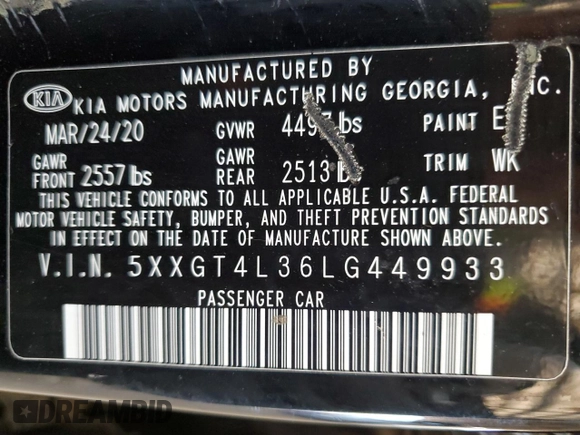 MANUFACTURED BY
KIA KIA MOTORS MANUFACTURING GEORGIA,
MAR/24/20 GVWR PAINT
GAWR FRONT 2557 lbs GAWR REAR 2513 TRIM WK
THIS VEHICLE CONFORMS TO ALL APPLICABLE U.S.A. FEDERAL
MOTOR VEHICLE SAFETY, BUMPER, AND THEFT PREVENTION STANDARDS
IN EFFECT ON THE DATE OF MANUFACTURE SHOWN ABOVE.
V.I.N. 5XXGT4L36LG449933
PASSENGER CAR
DREAMBID